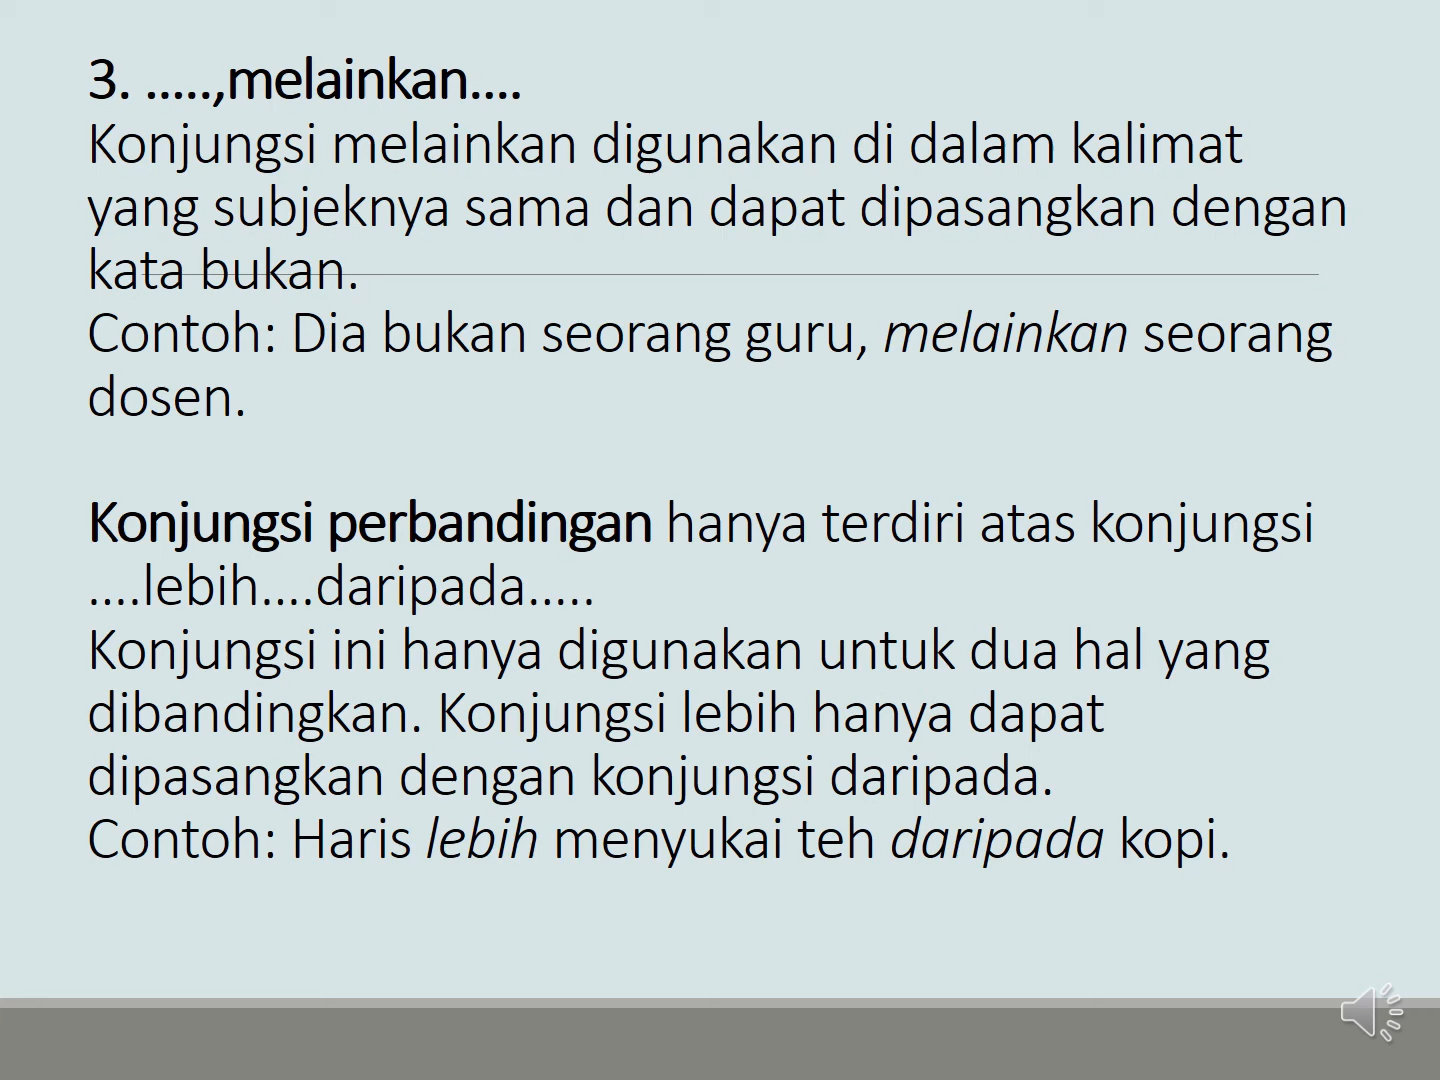 3. .....,melainkan....
Konjungsi melainkan digunakan di dalam kalimat
yang subjeknya sama dan dapat dipasangkan dengan
kata bukan.
Contoh: Dia bukan seorang guru, melainkan seorang
dosen.
Konjungsi perbandingan hanya terdiri atas konjungsi
....lebih....daripada.....
Konjungsi ini hanya digunakan untuk dua hal yang
dibandingkan. Konjungsi lebih hanya dapat
dipasangkan dengan konjungsi daripada.
Contoh: Haris lebih menyukai teh daripada kopi.